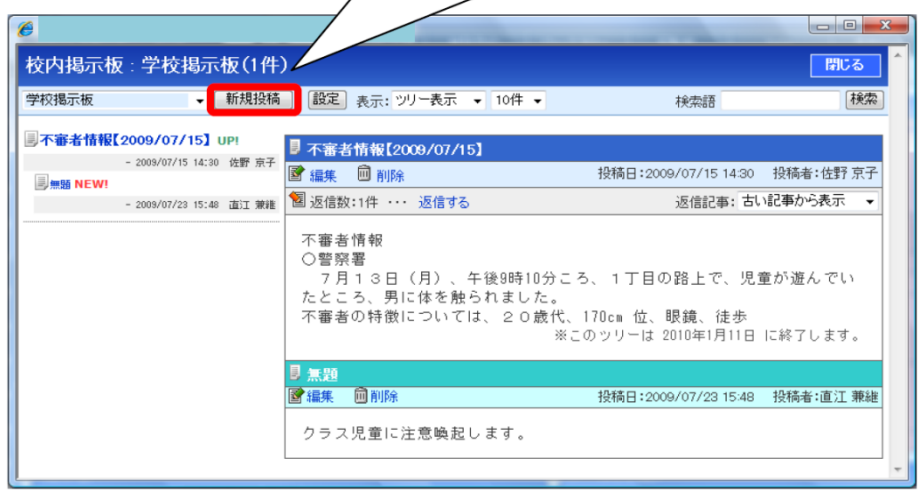 校内掲示板：学校掲示板(1件)
閉じる
学校掲示板 新規投稿 設定 表示: ツリー表示 10件 検索語 検索
不審者情報【2009/07/15】 UP!
- 2009/07/15 14:30 佐野 京子
無題 NEW!
- 2009/07/23 15:48 直江 兼継
不審者情報【2009/07/15】
編集 削除 投稿日:2009/07/15 14:30 投稿者:佐野 京子
返信数:1件 ··· 返信する 返信記事: 古い記事から表示
不審者情報
○警察署
７月１３日（月）、午後9時10分ころ、１丁目の路上で、児童が遊んでい
たところ、男に体を触られました。
不審者の特徴については、２０歳代、170cm 位、眼鏡、徒歩
※このツリーは 2010年1月11日 に終了します。
無題
編集 削除 投稿日:2009/07/23 15:48 投稿者:直江 兼継
クラス児童に注意喚起します。